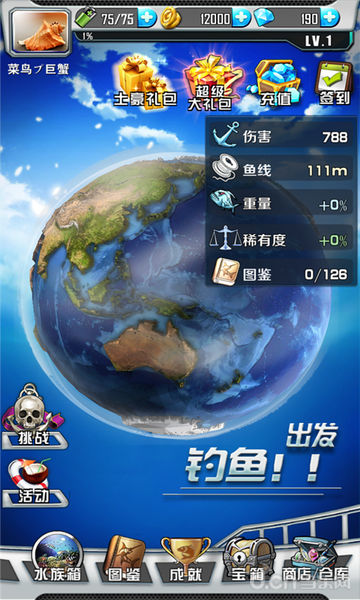 75/75 12000 190
1% LV.1
菜鸟丿巨蟹
土豪礼包 超级大礼包 充值 签到
伤害 788
鱼线 111m
重量 +0%
稀有度 +0%
图鉴 0/126
挑战
活动
出发
钓鱼！！
水族箱 图鉴 成就 宝箱 商店 仓库